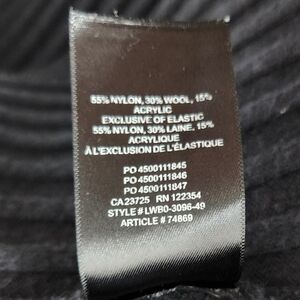 55% NYLON, 30% WOOL, 15%
ACRYLIC
EXCLUSIVE OF ELASTIC
55% NYLON, 30% LAINE, 15%
ACRYLIQUE
À L'EXCLUSION DE L'ÉLASTIQUE
PO 4500111845
PO 4500111846
PO 4500111847
CA 23725 RN 122354
STYLE # LWB0-3096-49
ARTICLE # 74869